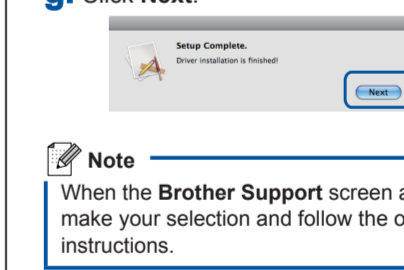 g. Click Next.
Setup Complete.
Driver installation is finished!
Next
Note
When the Brother Support screen
make your selection and follow the
instructions.